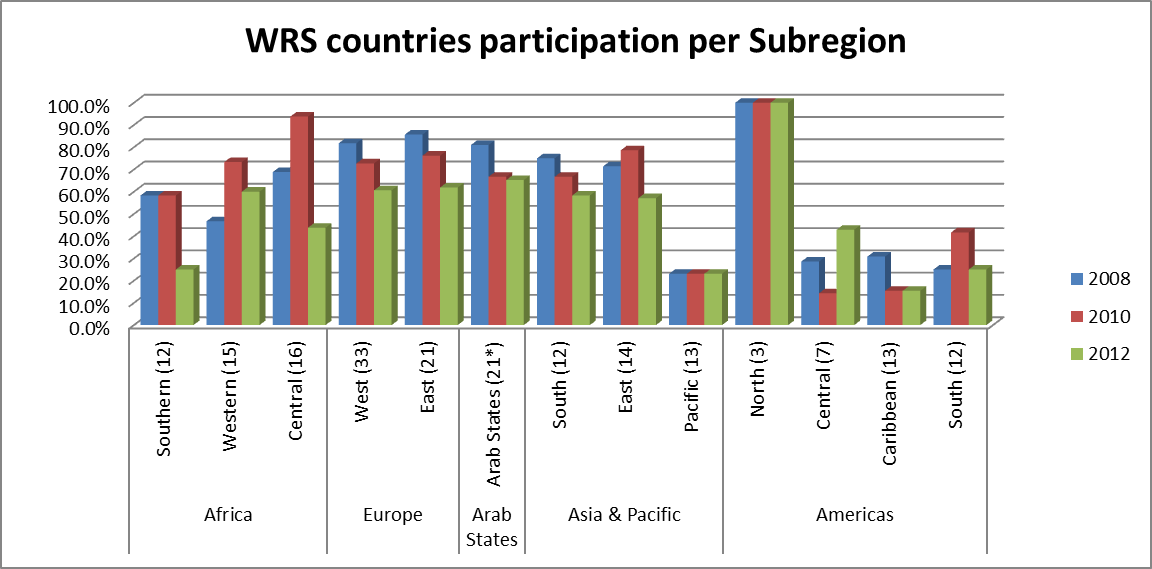 WRS countries participation per Subregion
100.0%
90.0%
80.0%
70.0%
60.0%
50.0%
40.0%
30.0%
20.0%
10.0%
0.0%
Southern (12)
Western (15)
Central (16)
West (33)
East (21)
Arab States (21*)
South (12)
East (14)
Pacific (13)
North (3)
Central (7)
Caribbean (13)
South (12)
Africa
Europe
Arab
States
Asia & Pacific
Americas
2008
2010
2012